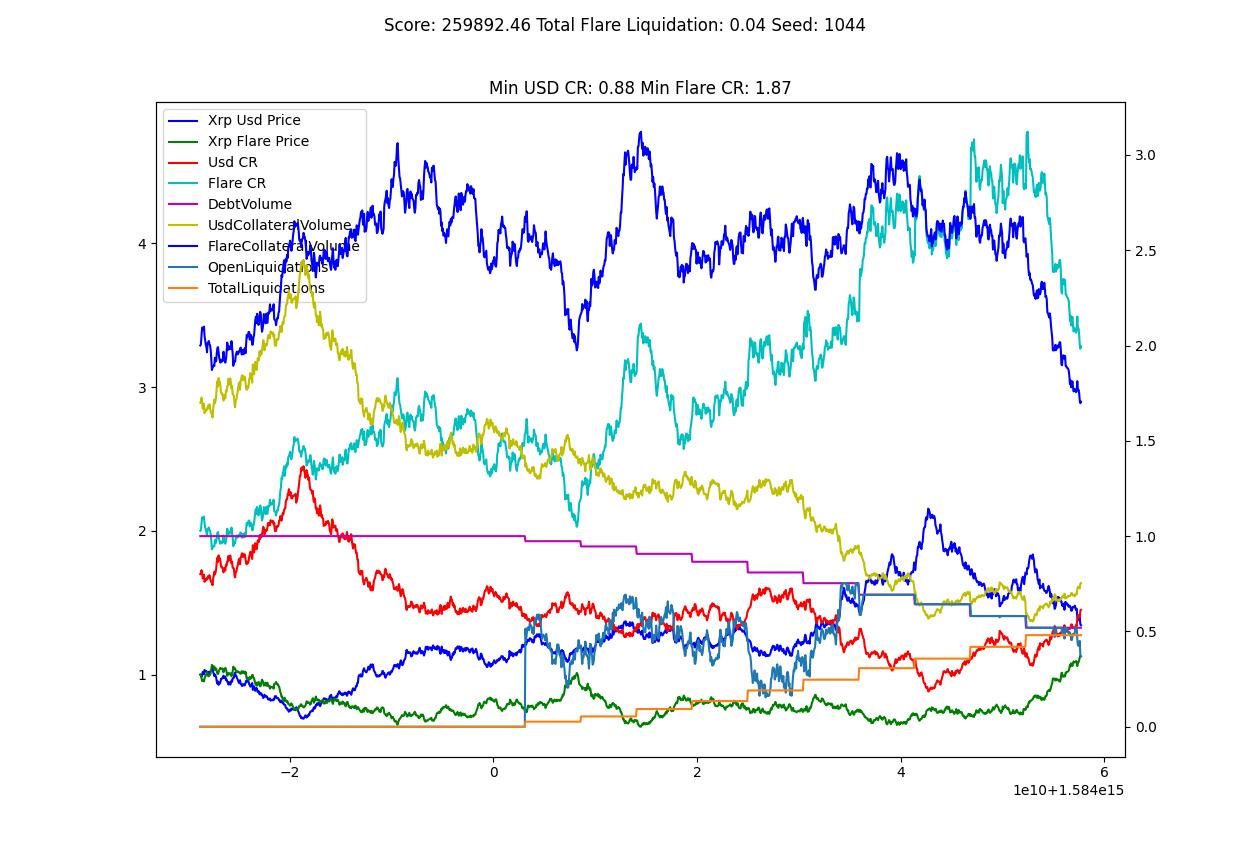 Score: 259892.46 Total Flare Liquidation: 0.04 Seed: 1044
Min USD CR: 0.88 Min Flare CR: 1.87
Xrp Usd Price
Xrp Flare Price
Usd CR
Flare CR
DebtVolume
UsdCollateralVolume
FlareCollateralVolume
OpenLiquidations
TotalLiquidations
4
3
2
1
3.0
2.5
2.0
1.5
1.0
0.5
0.0
−2
0
2
4
6
1e10+1.584e15